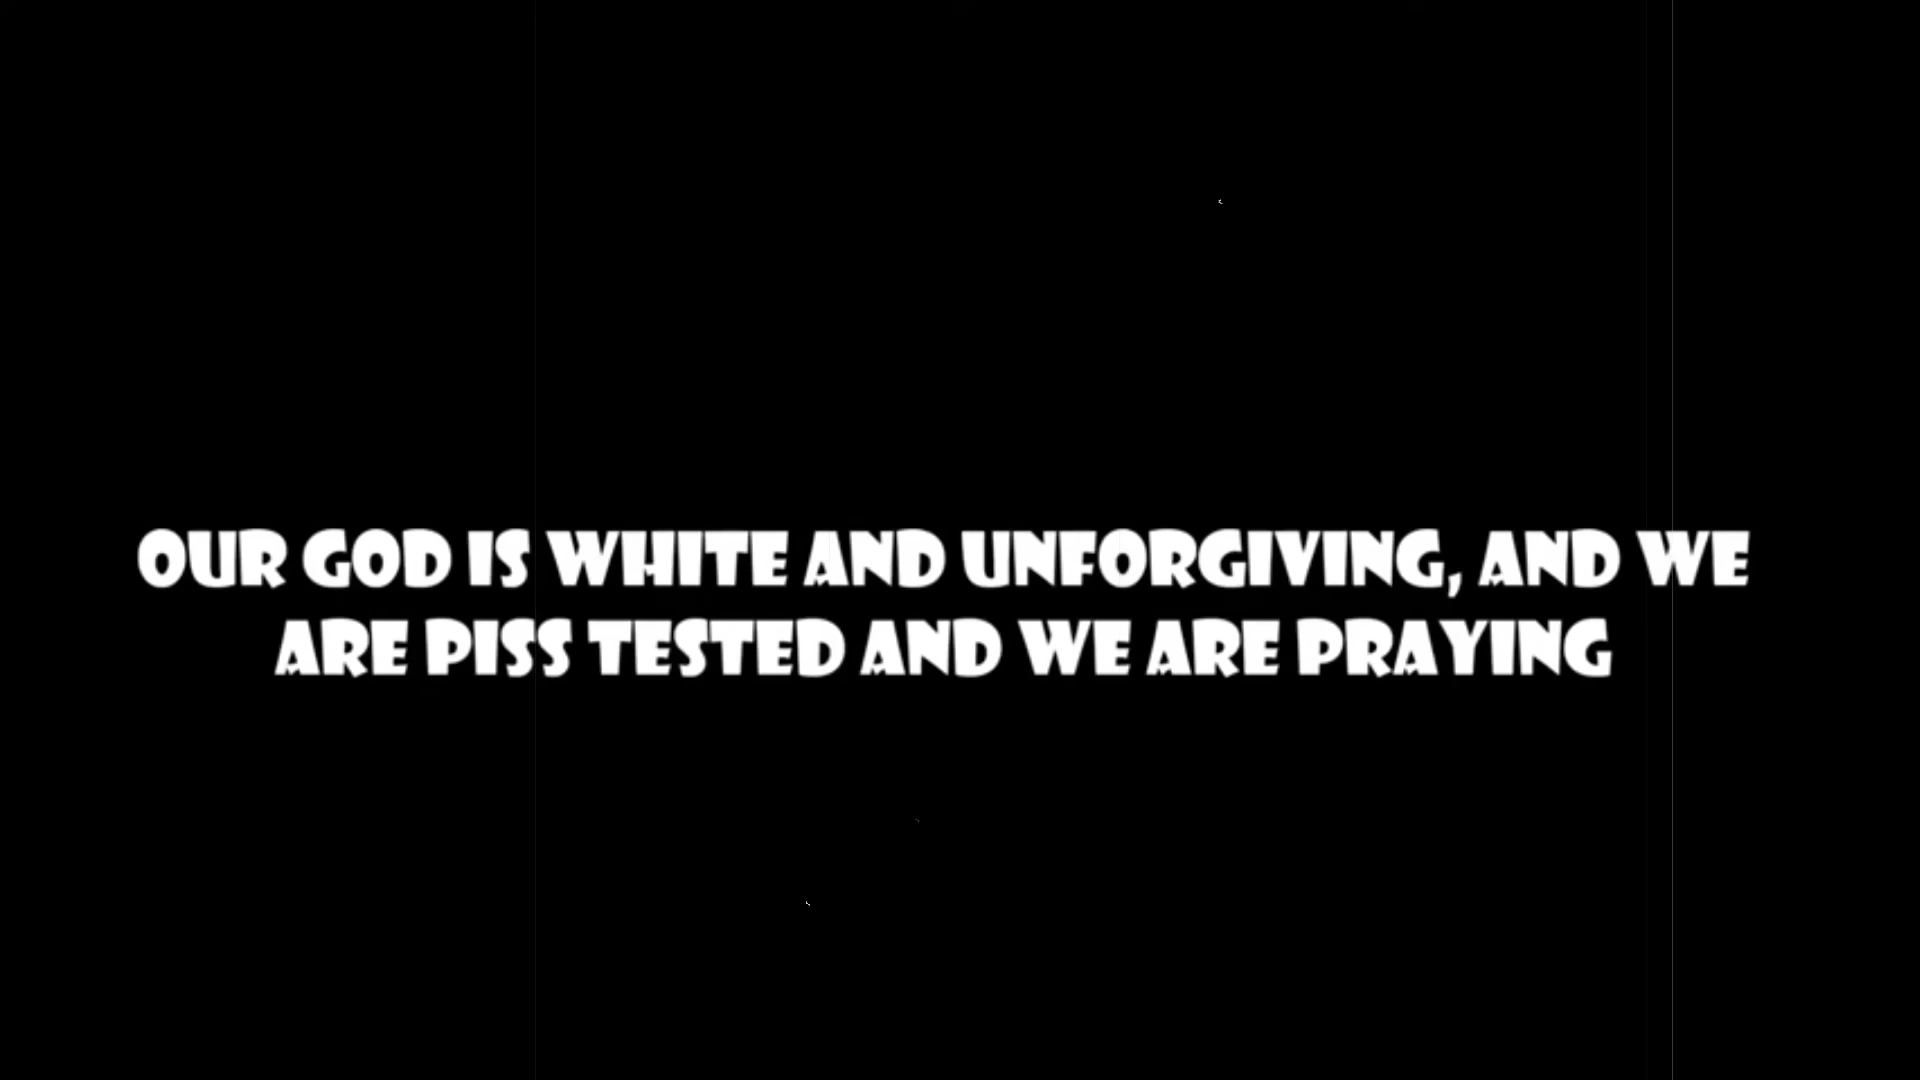 OUR GOD IS WHITE AND UNFORGIVING, AND WE
ARE PISS TESTED AND WE ARE PRAYING